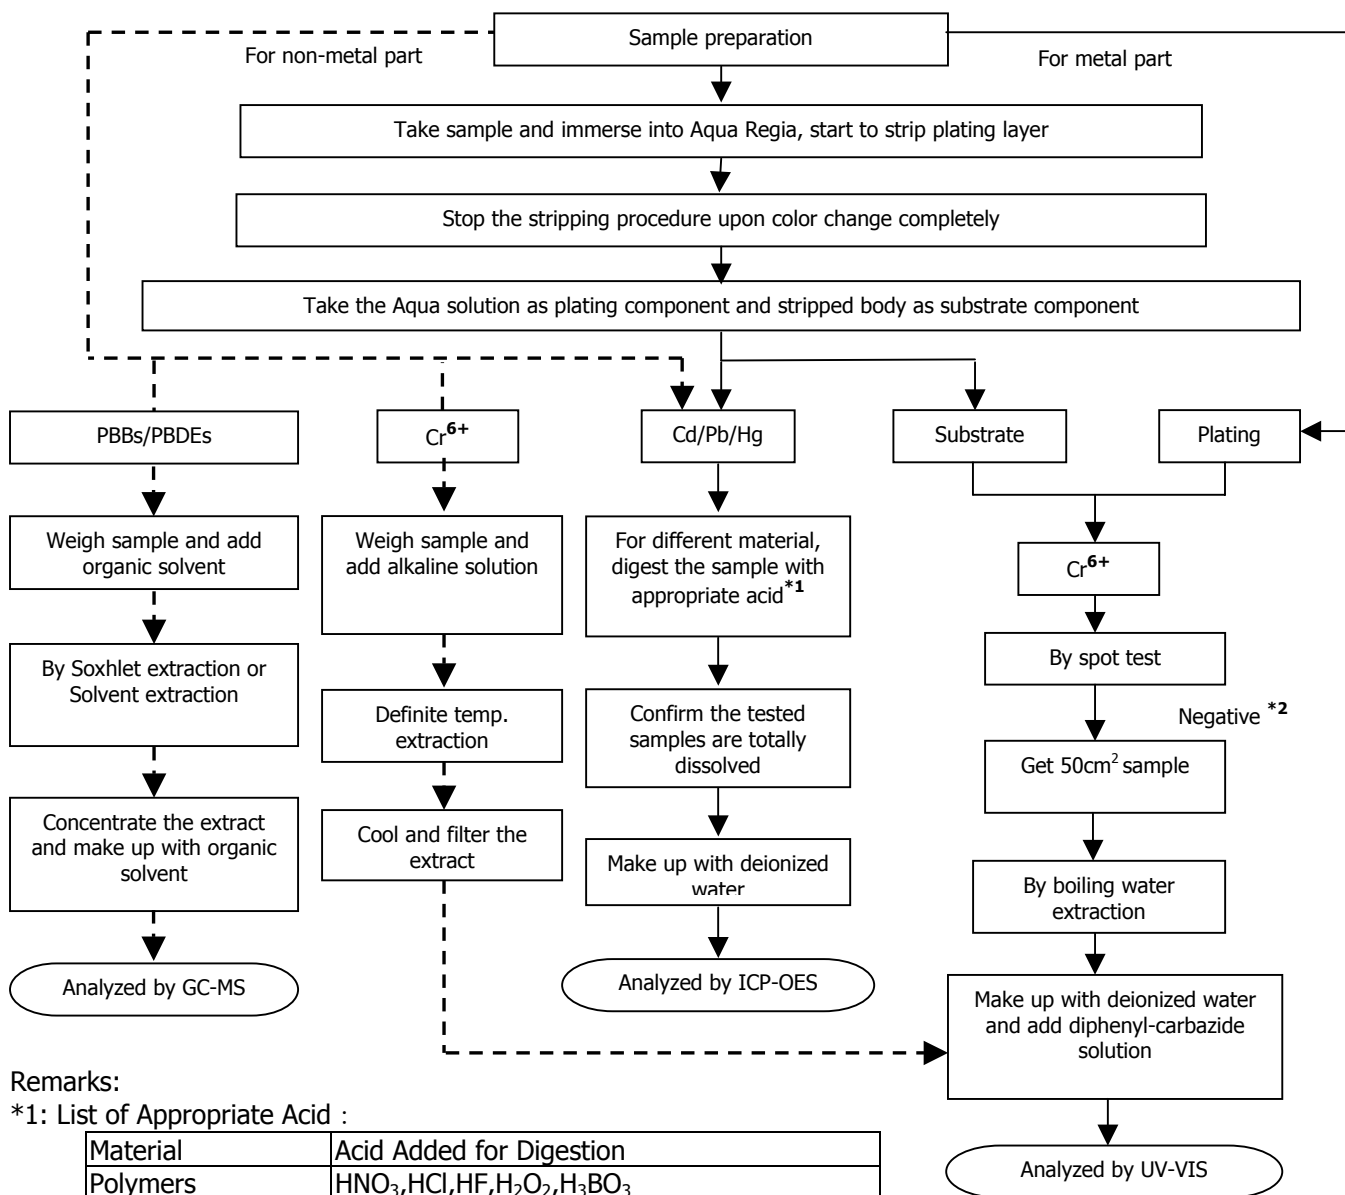 Sample preparation
For non-metal part
For metal part
Take sample and immerse into Aqua Regia, start to strip plating layer
Stop the stripping procedure upon color change completely
Take the Aqua solution as plating component and stripped body as substrate component
PBBs/PBDEs
Cr⁶⁺
Cd/Pb/Hg
Substrate
Plating
Weigh sample and add
organic solvent
Weigh sample and
add alkaline solution
For different material,
digest the sample with
appropriate acid*1
Cr⁶⁺
By Soxhlet extraction or
Solvent extraction
Definite temp.
extraction
Confirm the tested
samples are totally
dissolved
By spot test
Negative *2
Get 50cm² sample
Concentrate the extract
and make up with organic
solvent
Cool and filter the
extract
Make up with deionized
water
By boiling water
extraction
Analyzed by GC-MS
Analyzed by ICP-OES
Make up with deionized water
and add diphenyl-carbazide
solution
Analyzed by UV-VIS
Remarks:
*1: List of Appropriate Acid :
Material Acid Added for Digestion
Polymers HNO₃,HCl,HF,H₂O₂,H₃BO₃